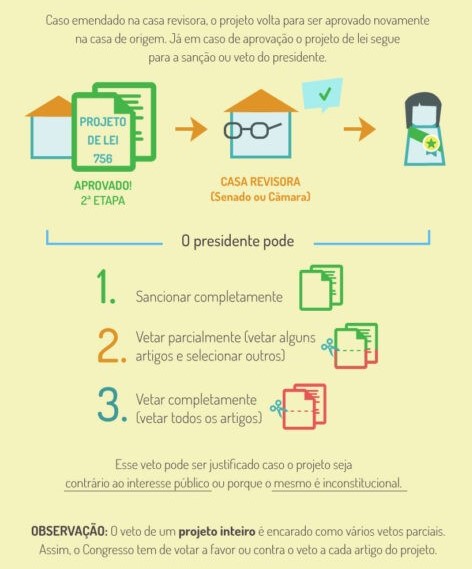 Caso emendado na casa revisora, o projeto volta para ser aprovado novamente
na casa de origem. Já em caso de aprovação o projeto de lei segue
para a sanção ou veto do presidente.
PROJETO
DE LEI
756
APROVADO!
2ª ETAPA
CASA REVISORA
(Senado ou Câmara)
O presidente pode
1. Sancionar completamente
2. Vetar parcialmente (vetar alguns
artigos e selecionar outros)
3. Vetar completamente
(vetar todos os artigos)
Esse veto pode ser justificado caso o projeto seja
contrário ao interesse público ou porque o mesmo é inconstitucional.
OBSERVAÇÃO: O veto de um projeto inteiro é encarado como vários vetos parciais.
Assim, o Congresso tem de votar a favor ou contra o veto a cada artigo do projeto.